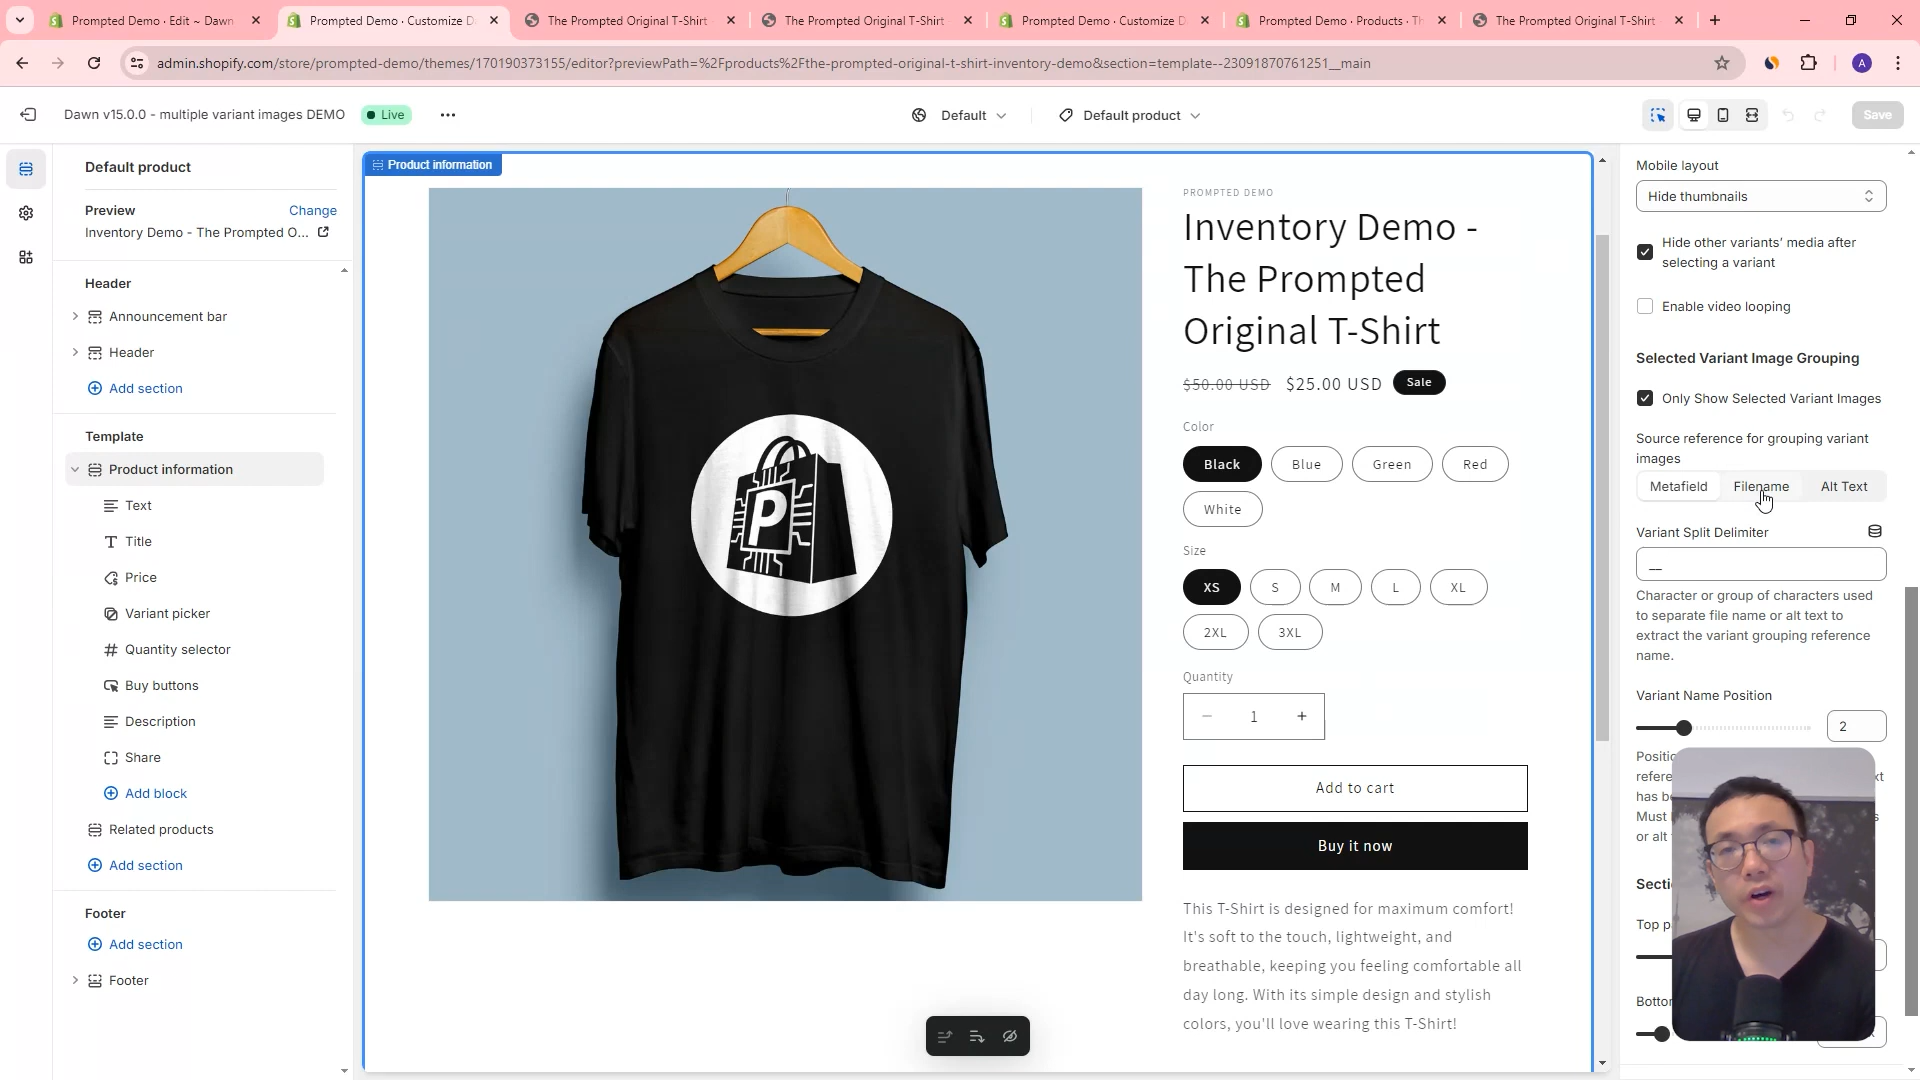 Prompted Demo · Edit ~ Dawn
Prompted Demo · Customize D
The Prompted Original T-Shirt
The Prompted Original T-Shirt
Prompted Demo · Customize D
Prompted Demo · Products · Th
The Prompted Original T-Shirt
admin.shopify.com/store/prompted-demo/themes/170190373155/editor?previewPath=%2Fproducts%2Fthe-prompted-original-t-shirt-inventory-demo&section=template--23091870761251__main
A
Dawn v15.0.0 - multiple variant images DEMO
Live
Default
Default product
Save
Default product
Preview
Change
Inventory Demo - The Prompted O...
Header
Announcement bar
Header
Add section
Template
Product information
Text
Title
Price
Variant picker
Quantity selector
Buy buttons
Description
Share
Add block
Related products
Add section
Footer
Add section
Footer
Product information
P
PROMPTED DEMO
Inventory Demo -
The Prompted
Original T-Shirt
$50.00 USD $25.00 USD Sale
Color
Black Blue Green Red
White
Size
XS S M L XL
2XL 3XL
Quantity
1
Add to cart
Buy it now
This T-Shirt is designed for maximum comfort!
It's soft to the touch, lightweight, and
breathable, keeping you feeling comfortable all
day long. With its simple design and stylish
colors, you'll love wearing this T-Shirt!
Mobile layout
Hide thumbnails
Hide other variants' media after
selecting a variant
Enable video looping
Selected Variant Image Grouping
Only Show Selected Variant Images
Source reference for grouping variant
images
Metafield Filename Alt Text
Variant Split Delimiter
__
Character or group of characters used
to separate file name or alt text to
extract the variant grouping reference
name.
Variant Name Position
2
has
Must
or alt
Top